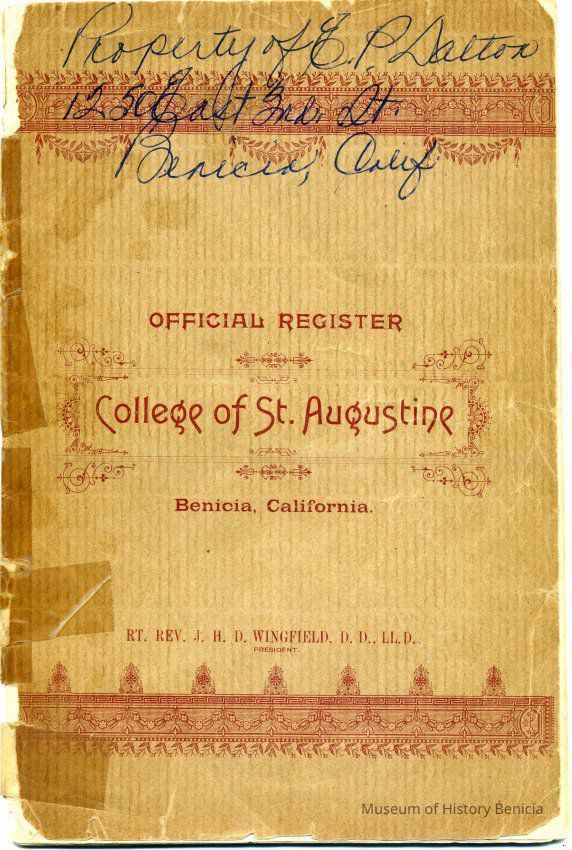 Property of E. P. Dalton
1250 East 3nd. St.
Benicia, Calif
OFFICIAL REGISTER
College of St. Augustine
Benicia, California.
RT. REV. J. H. D. WINGFIELD, D. D., LL.D.,
PRESIDENT.
Museum of History Benicia